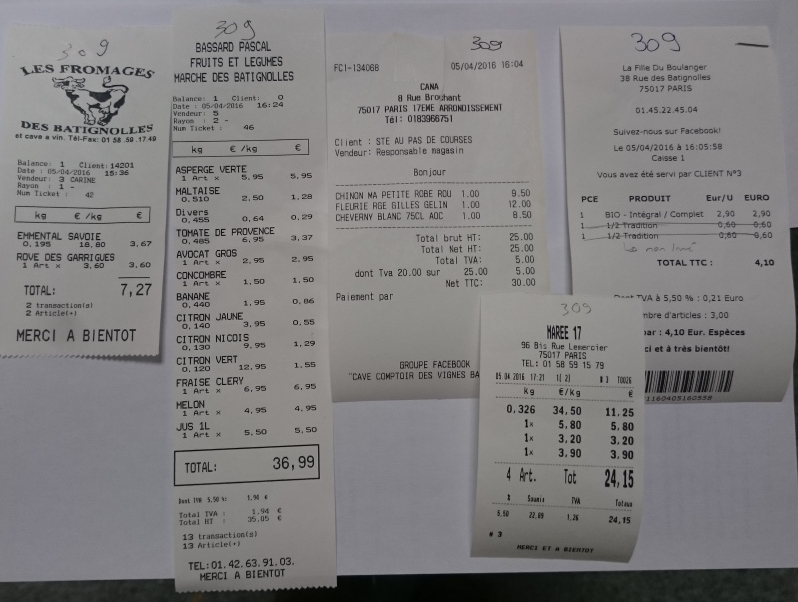 309
LES FROMAGES
DES BATIGNOLLES
et cave a vin. Tél-Fax: 01 58 .59 .17.49
Balance: 1 Client:14201
Date : 05/04/2016 15:36
Vendeur: 3 CARINE
Rayon : 1 -
Num Ticket : 42
kg €/kg €
EMMENTAL SAVOIE
0,195 18,80 3,67
ROVE DES GARRIGUES
1 Art x 3,60 3,60
TOTAL: 7,27
2 transaction(s)
2 Article(+)
MERCI A BIENTOT
309
BASSARD PASCAL
FRUITS ET LEGUMES
MARCHE DES BATIGNOLLES
Balance: 1 Client: 0
Date : 05/04/2016 16:24
Vendeur: 5
Rayon : 2 -
Num Ticket : 46
kg €/kg €
ASPERGE VERTE
1 Art x 5,95 5,95
MALTAISE
0,510 2,50 1,28
Divers
0,455 0,64 0,29
TOMATE DE PROVENCE
0,485 6,95 3,37
AVOCAT GROS
1 Art x 2,95 2,95
CONCOMBRE
1 Art x 1,50 1,50
BANANE
0,440 1,95 0,86
CITRON JAUNE
0,140 3,95 0,55
CITRON NICOIS
0,130 9,95 1,29
CITRON VERT
0,120 12,95 1,55
FRAISE CLERY
1 Art x 6,95 6,95
MELON
1 Art x 4,95 4,95
JUS 1L
1 Art x 5,50 5,50
TOTAL: 36,99
Dont TVA 5,50 %: 1,94 €
Total TVA : 1,94 €
Total HT : 35,05 €
13 transaction(s)
13 Article(+)
TEL:01.42.63.91.03.
MERCI A BIENTOT
309
FC1-134068 05/04/2016 16:04
CANA
8 Rue Brouhant
75017 PARIS 17EME ARRONDISSEMENT
Tél: 0183966751
Client : STE AU PAS DE COURSES
Vendeur: Responsable magasin
Bonjour
CHINON MA PETITE ROBE ROU 1.00 9.50
FLEURIE RGE GILLES GELIN 1.00 12.00
CHEVERNY BLANC 75CL AOC 1.00 8.50
Total brut HT: 25.00
Total Net HT: 25.00
Total TVA: 5.00
dont Tva 20.00 sur 25.00 5.00
Net TTC: 30.00
Paiement par
GROUPE FACEBOOK
"CAVE COMPTOIR DES VIGNES BA
309
La Fille Du Boulanger
38 Rue des Batignolles
75017 PARIS
01.45.22.45.04
Suivez-nous sur Facebook!
Le 05/04/2016 à 16:05:58
Caisse 1
Vous avez été servi par CLIENT N°3
PCE PRODUIT Eur/U EURO
1 BIO - Intégral / Complet 2,90 2,90
1 1/2 Tradition 0,60 0,60
1 1/2 Tradition 0,60 0,60
TOTAL TTC : 4,10
Dont TVA à 5,50 % : 0,21 Euro
mbre d'articles : 3,00
par : 4,10 Eur. Espèces
ci et à très bientôt!
1160405160558
309
MAREE 17
96 Bis Rue Lemercier
75017 PARIS
TEL: 01 58 59 15 79
05.04.2016 17:21 1[2] # 3 T0026
kg €/kg €
0.326 34,50 11.25
1x 5.80 5.80
1x 3.20 3.20
1x 3.90 3.90
4 Art. Tot 24,15
% Soumis TVA Totaux
5,50 22,89 1,26 24,15
# 3
MERCI ET A BIENTOT